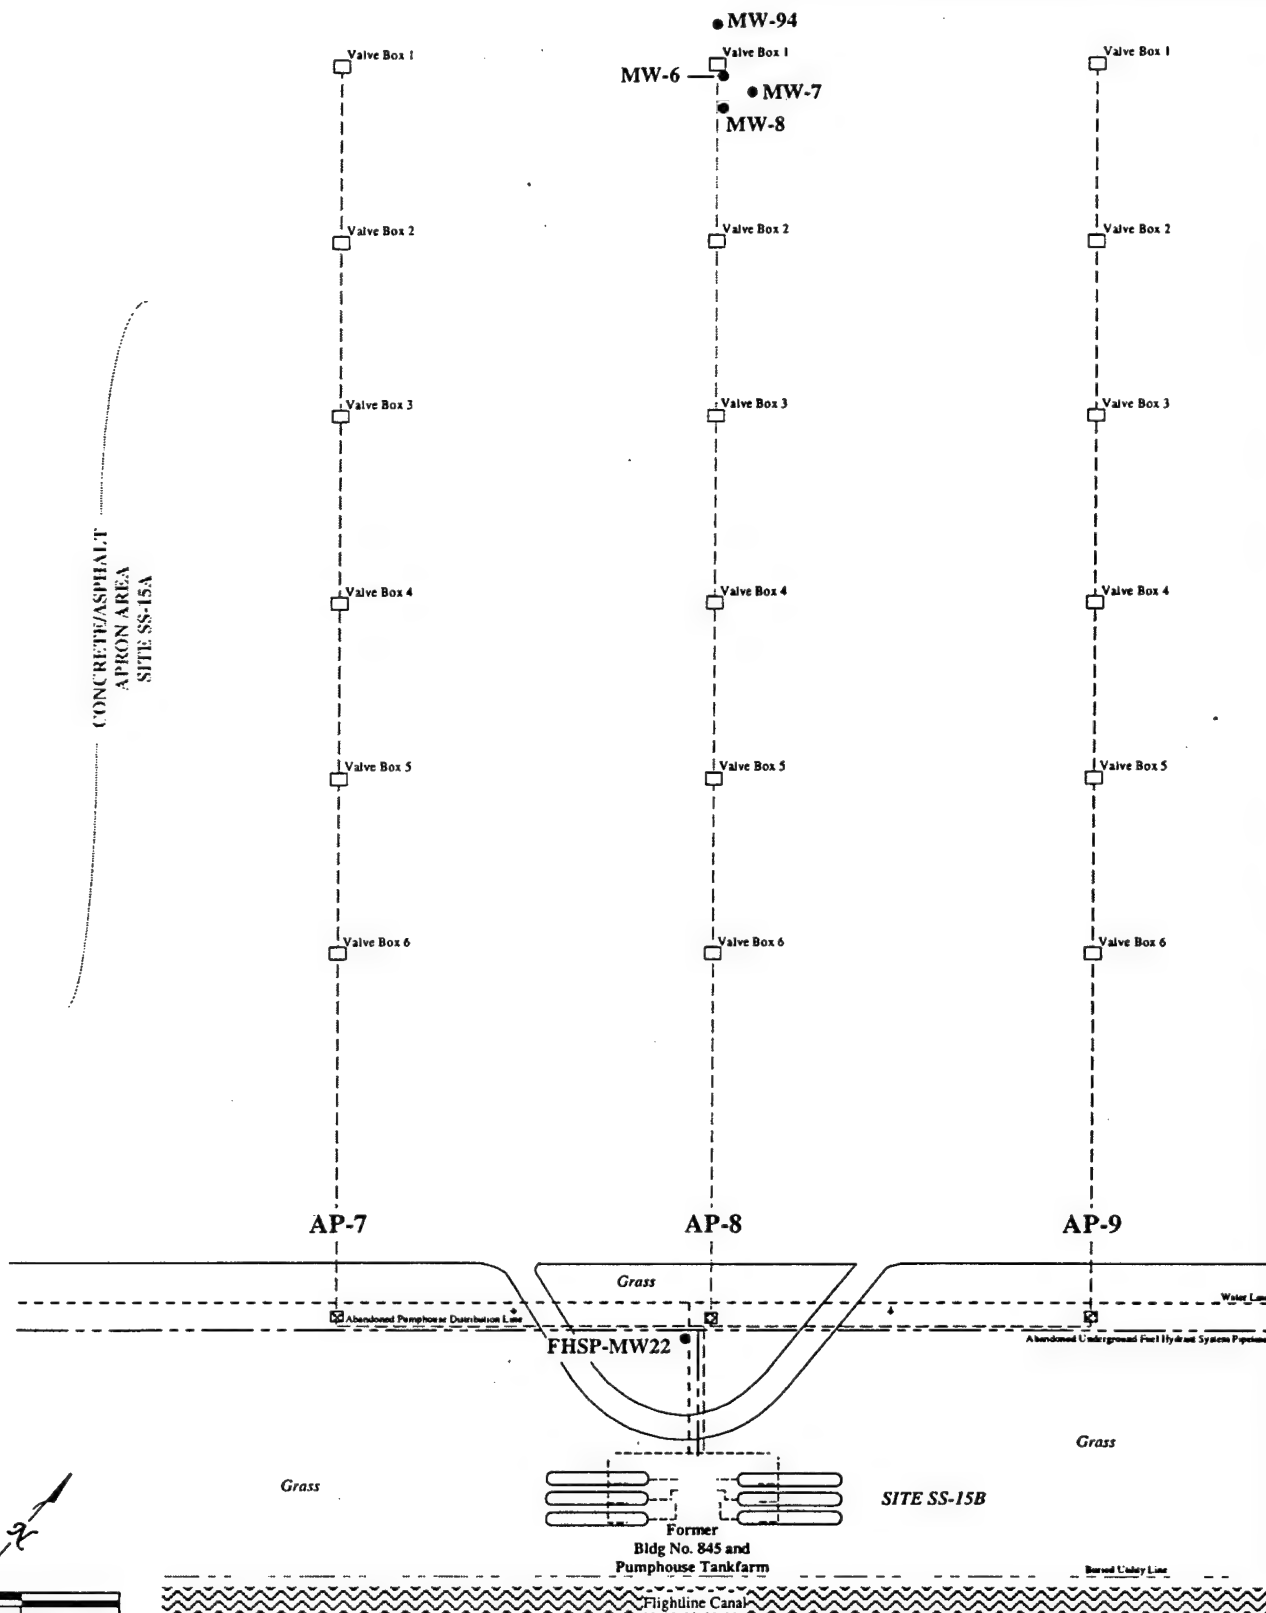 MW-94
Valve Box 1
Valve Box 1
Valve Box 1
MW-6
MW-7
MW-8
Valve Box 2
Valve Box 2
Valve Box 2
Valve Box 3
Valve Box 3
Valve Box 3
CONCRETE/ASPHALT
APRON AREA
SITE SS-15A
Valve Box 4
Valve Box 4
Valve Box 4
Valve Box 5
Valve Box 5
Valve Box 5
Valve Box 6
Valve Box 6
Valve Box 6
AP-7
AP-8
AP-9
Grass
Water Line
Abandoned Pumphouse Distribution Line
Abandoned Underground Fuel Hydrant System Pipeline
FHSP-MW22
Grass
Grass
SITE SS-15B
N
Former
Bldg No. 845 and
Pumphouse Tankfarm
Buried Utility Line
Flightline Canal